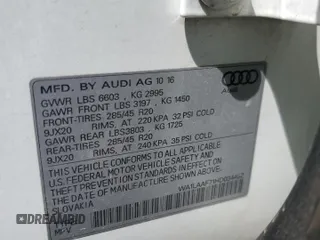 MFD. BY AUDI AG 10 16
GVWR LBS 6603 , KG 2995
GAWR FRONT LBS 3197 , KG 1450
FRONT-TIRES 285/45 R20
9JX20 RIMS, AT 220 KPA 32 PSI COLD
GAWR REAR LBS3803 , KG 1725
REAR-TIRES 285/45 R20
9JX20 RIMS, AT 240 KPA 35 PSI COLD
THIS VEHICLE CONFORMS TO ALL APPLICABLE
FEDERAL MOTOR VEHICLE SAFETY
STANDARDS IN EFFECT ON THE DATE OF
MANUFACTURE SHOWN ABOVE.
SLOVAKIA
MPV
Audi
DREAMBID